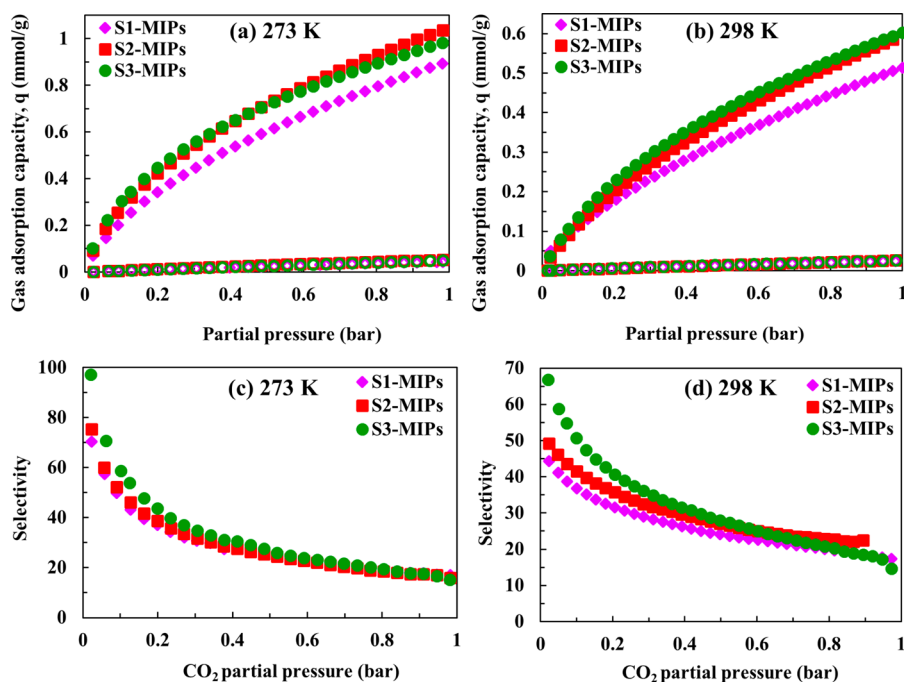 (a) 273 K
S1-MIPs
S2-MIPs
S3-MIPs
Gas adsorption capacity, q (mmol/g)
1
0.8
0.6
0.4
0.2
0
0 0.2 0.4 0.6 0.8 1
Partial pressure (bar)
(b) 298 K
S1-MIPs
S2-MIPs
S3-MIPs
Gas adsorption capacity, q (mmol/g)
0.6
0.5
0.4
0.3
0.2
0.1
0
0 0.2 0.4 0.6 0.8 1
Partial pressure (bar)
(c) 273 K
S1-MIPs
S2-MIPs
S3-MIPs
Selectivity
100
80
60
40
20
0
0 0.2 0.4 0.6 0.8 1
CO₂ partial pressure (bar)
(d) 298 K
S1-MIPs
S2-MIPs
S3-MIPs
Selectivity
70
60
50
40
30
20
10
0
0 0.2 0.4 0.6 0.8 1
CO₂ partial pressure (bar)